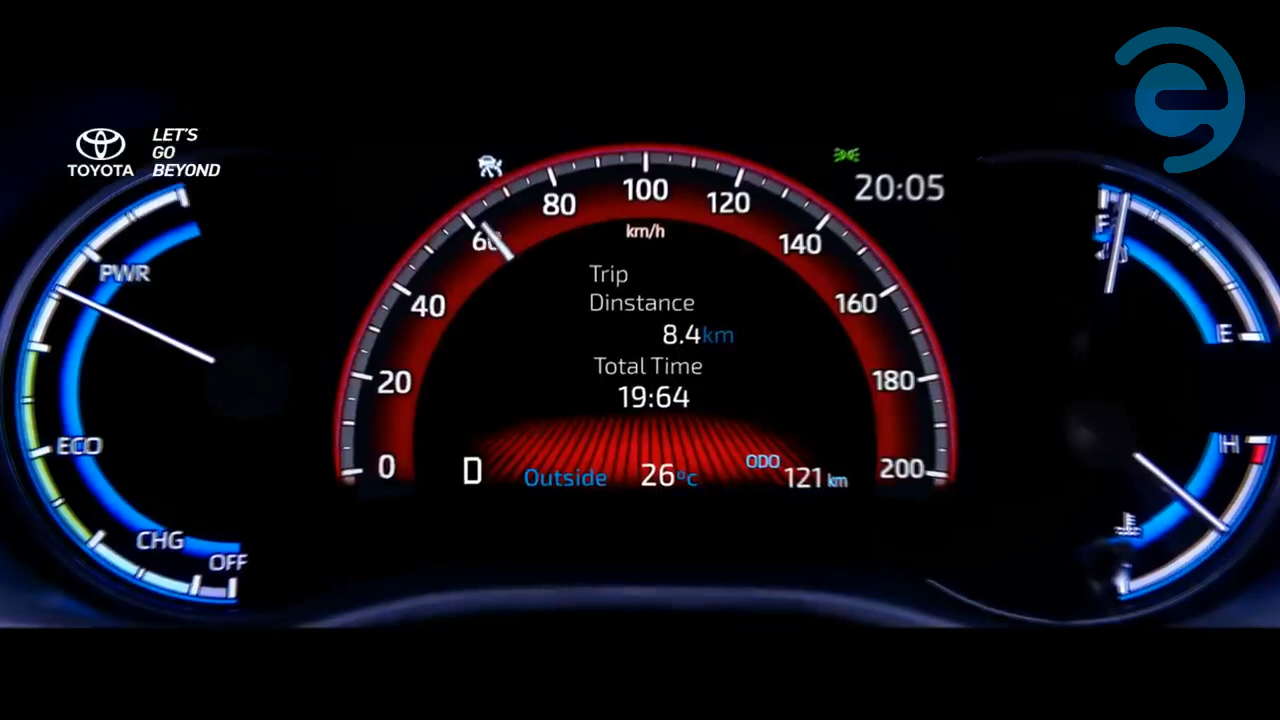 LET'S
GO
BEYOND
TOYOTA
20:05
PWR
ECO
CHG
OFF
0
20
40
60
80
100
120
140
160
180
200
km/h
Trip
Dinstance
8.4km
Total Time
19:64
D
Outside 26°C
ODO 121 km
F
E
H